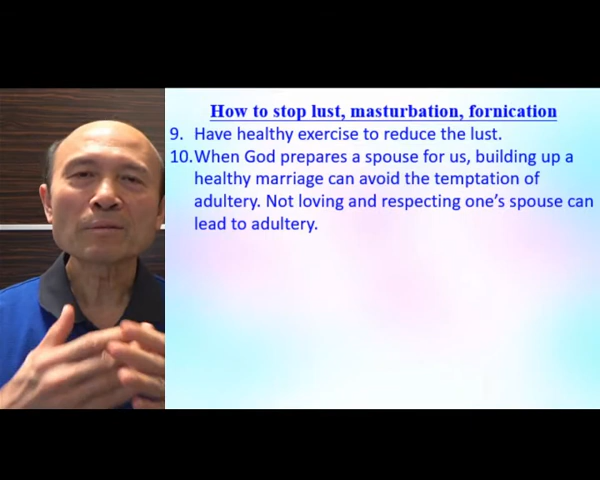 How to stop lust, masturbation, fornication
9. Have healthy exercise to reduce the lust.
10. When God prepares a spouse for us, building up a
healthy marriage can avoid the temptation of
adultery. Not loving and respecting one’s spouse can
lead to adultery.